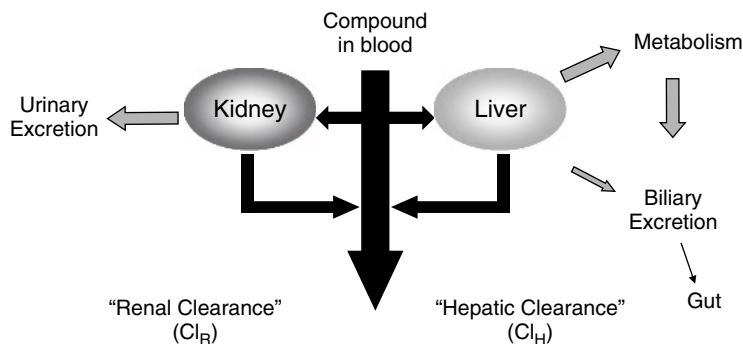 Compound
in blood
Metabolism
Urinary
Excretion
Kidney
Liver
Biliary
Excretion
Gut
“Renal Clearance”
(Cl_R)
“Hepatic Clearance”
(Cl_H)